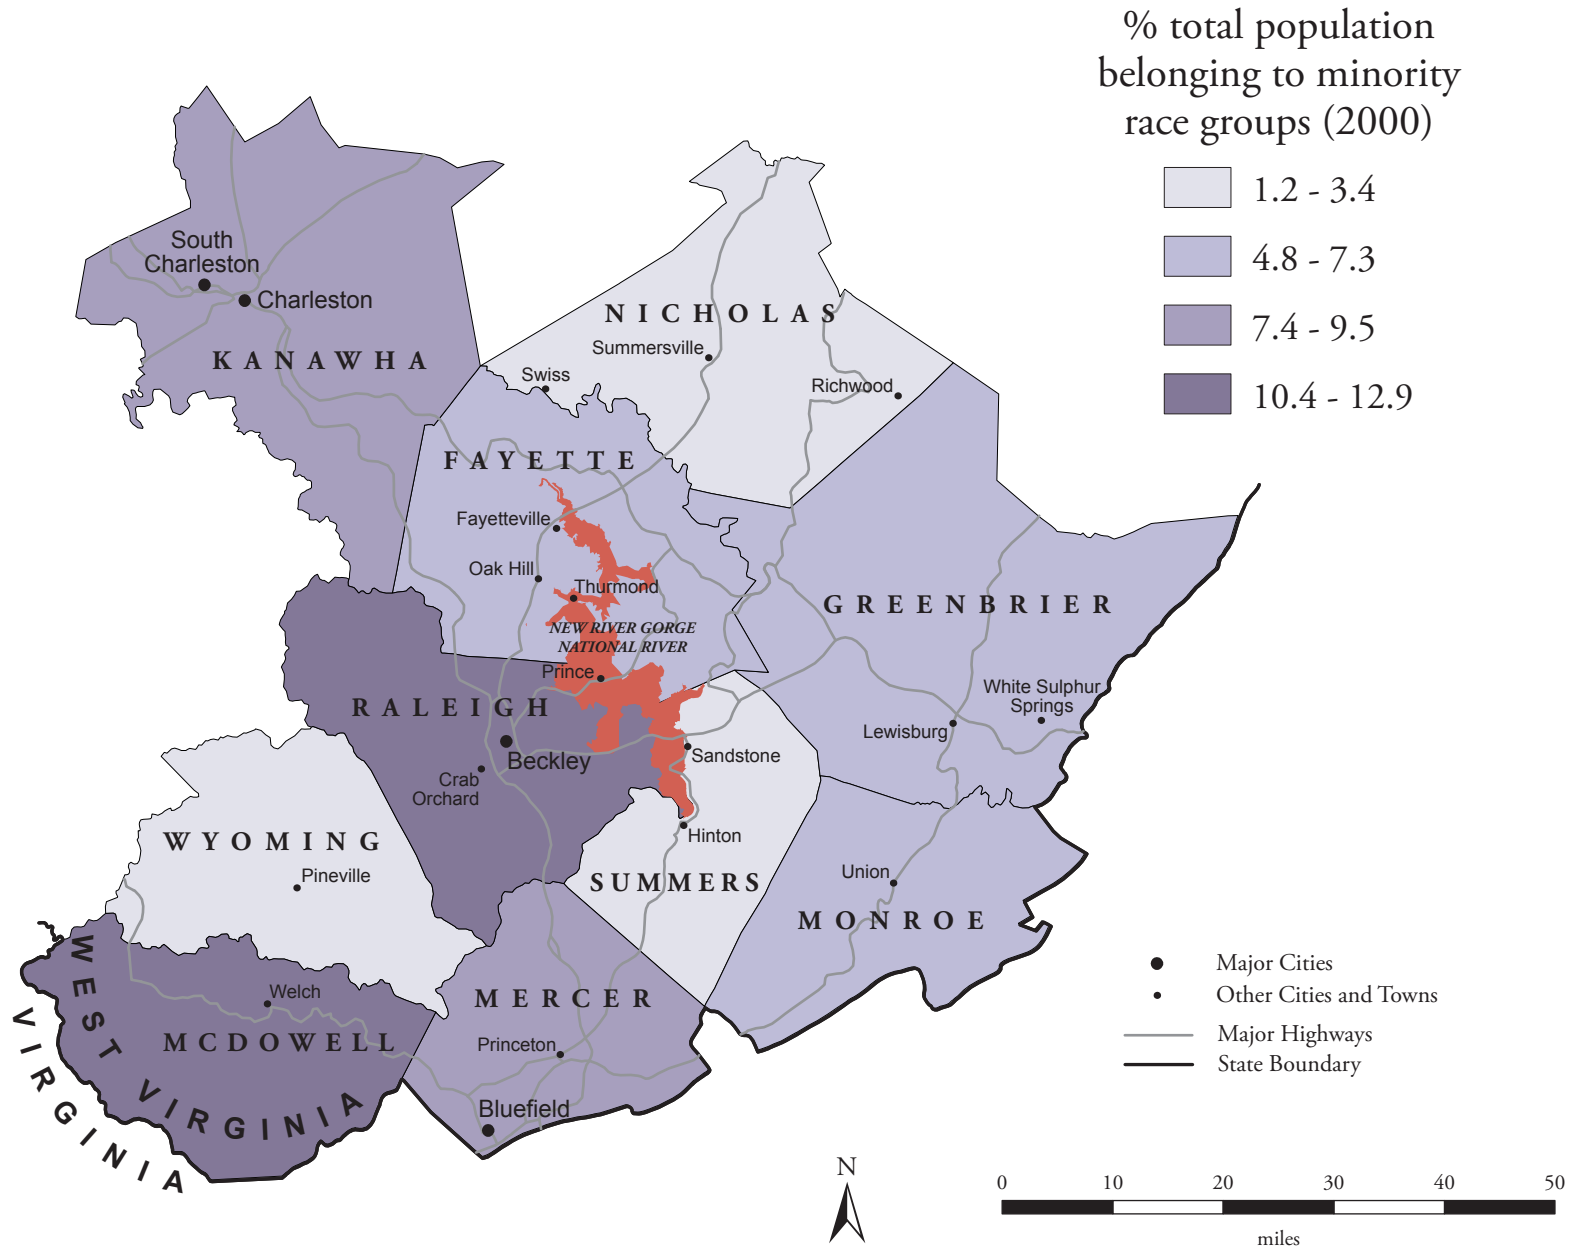 % total population
belonging to minority
race groups (2000)
1.2 - 3.4
4.8 - 7.3
7.4 - 9.5
10.4 - 12.9
South
Charleston
Charleston
KANAWHA
NICHOLAS
Summersville
Swiss
Richwood
FAYETTE
Fayetteville
Oak Hill
Thurmond
NEW RIVER GORGE
NATIONAL RIVER
Prince
GREENBRIER
White Sulphur
Springs
Lewisburg
RALEIGH
Beckley
Crab
Orchard
Sandstone
Hinton
WYOMING
Pineville
SUMMERS
Union
MONROE
WEST VIRGINIA
VIRGINIA
Welch
MCDOWELL
MERCER
Princeton
Bluefield
Major Cities
Other Cities and Towns
Major Highways
State Boundary
N
0 10 20 30 40 50
miles